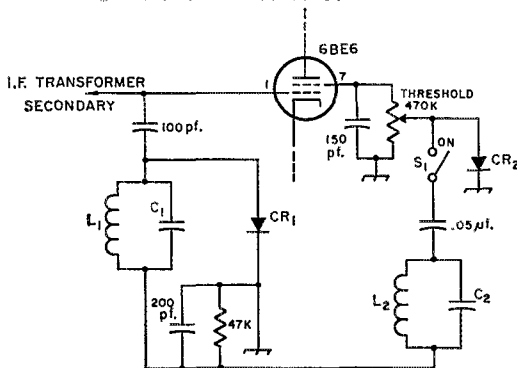 6BE6
I.F. TRANSFORMER
SECONDARY
1
7
THRESHOLD
470K
100 pf.
150
pf.
ON
S1
CR2
L1
C1
CR1
.05 µf.
200
pf.
47K
L2
C2